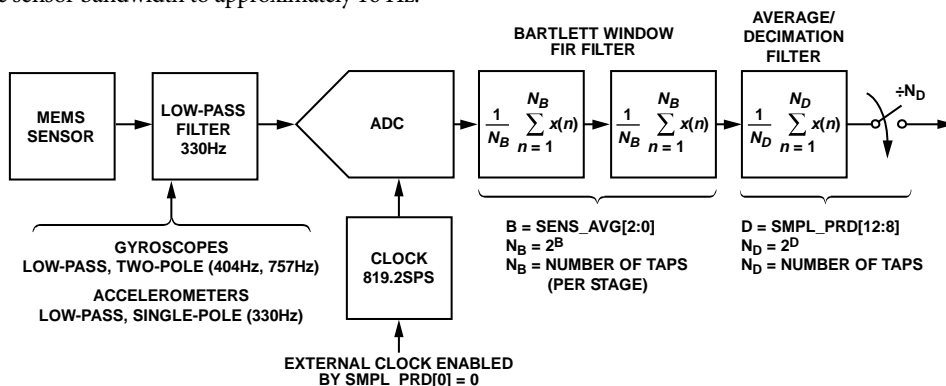 e sensor bandwidth to approximately 16 Hz.
BARTLETT WINDOW
FIR FILTER
AVERAGE/
DECIMATION
FILTER
MEMS
SENSOR
LOW-PASS
FILTER
330Hz
ADC
1
N_B
N_B
∑ x(n)
n = 1
1
N_B
N_B
∑ x(n)
n = 1
1
N_D
N_D
∑ x(n)
n = 1
÷N_D
GYROSCOPES
LOW-PASS, TWO-POLE (404Hz, 757Hz)
ACCELEROMETERS
LOW-PASS, SINGLE-POLE (330Hz)
CLOCK
819.2SPS
B = SENS_AVG[2:0]
N_B = 2^B
N_B = NUMBER OF TAPS
(PER STAGE)
D = SMPL_PRD[12:8]
N_D = 2^D
N_D = NUMBER OF TAPS
EXTERNAL CLOCK ENABLED
BY SMPL_PRD[0] = 0